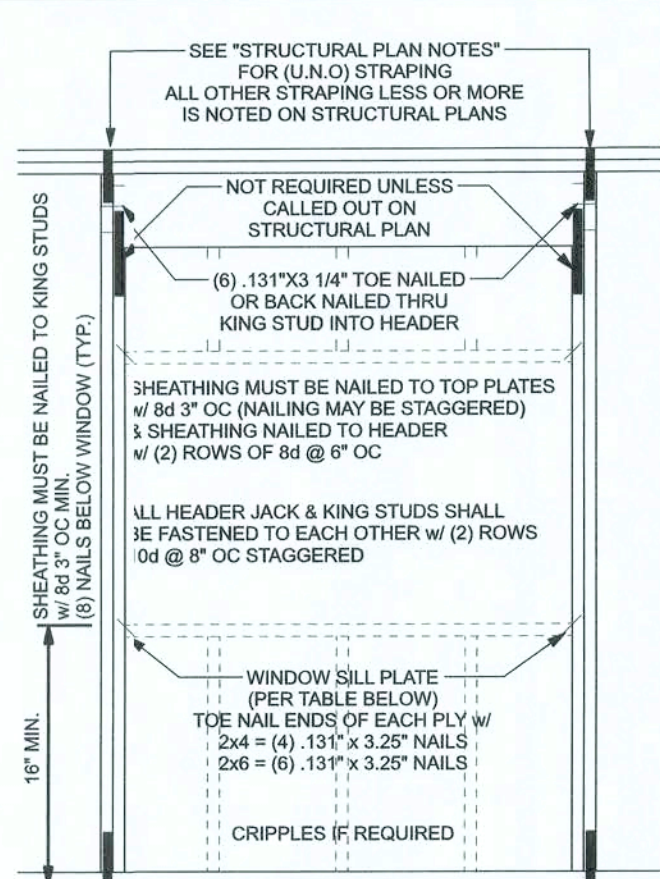 SEE "STRUCTURAL PLAN NOTES"
FOR (U.N.O) STRAPING
ALL OTHER STRAPING LESS OR MORE
IS NOTED ON STRUCTURAL PLANS
NOT REQUIRED UNLESS
CALLED OUT ON
STRUCTURAL PLAN
(6) .131"X3 1/4" TOE NAILED
OR BACK NAILED THRU
KING STUD INTO HEADER
SHEATHING MUST BE NAILED TO KING STUDS
w/ 8d 3" OC MIN.
(8) NAILS BELOW WINDOW (TYP.)
SHEATHING MUST BE NAILED TO TOP PLATES
w/ 8d 3" OC (NAILING MAY BE STAGGERED)
& SHEATHING NAILED TO HEADER
w/ (2) ROWS OF 8d @ 6" OC
ALL HEADER JACK & KING STUDS SHALL
BE FASTENED TO EACH OTHER w/ (2) ROWS
10d @ 8" OC STAGGERED
16" MIN.
WINDOW SILL PLATE
(PER TABLE BELOW)
TOE NAIL ENDS OF EACH PLY w/
2x4 = (4) .131" x 3.25" NAILS
2x6 = (6) .131" x 3.25" NAILS
CRIPPLES IF REQUIRED